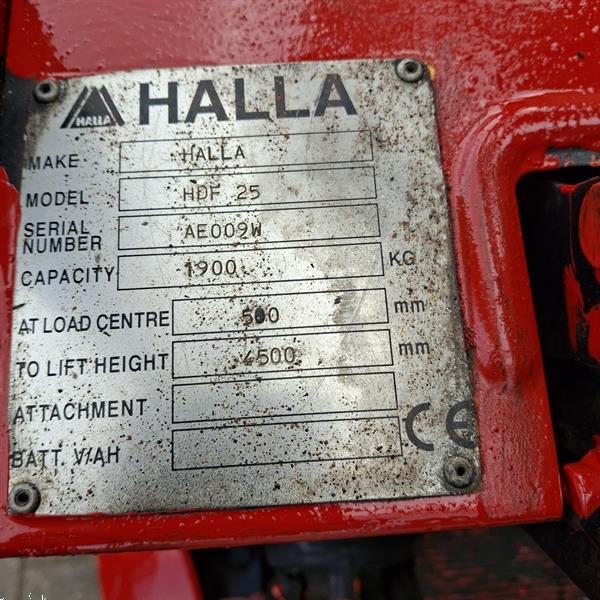 HALLA
HALLA
MAKE HALLA
MODEL HDF 25
SERIAL
NUMBER AE009W
CAPACITY 1900 KG
AT LOAD CENTRE 500 mm
TO LIFT HEIGHT 4500 mm
ATTACHMENT
BATT. V/AH
CE